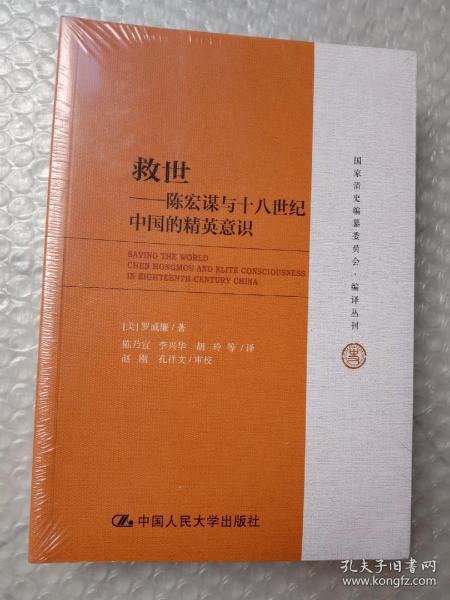 救世
——陈宏谋与十八世纪
中国的精英意识
SAVING THE WORLD
CHEN HONGMOU AND ELITE CONSCIOUSNESS
IN EIGHTEENTH-CENTURY CHINA
[美]罗威廉/著
陈乃宣 李兴华 胡玲 等/译
赵刚 孔祥文/审校
中国人民大学出版社
国家清史编纂委员会·编译丛刊
孔夫子旧书网
www.kongfz.com